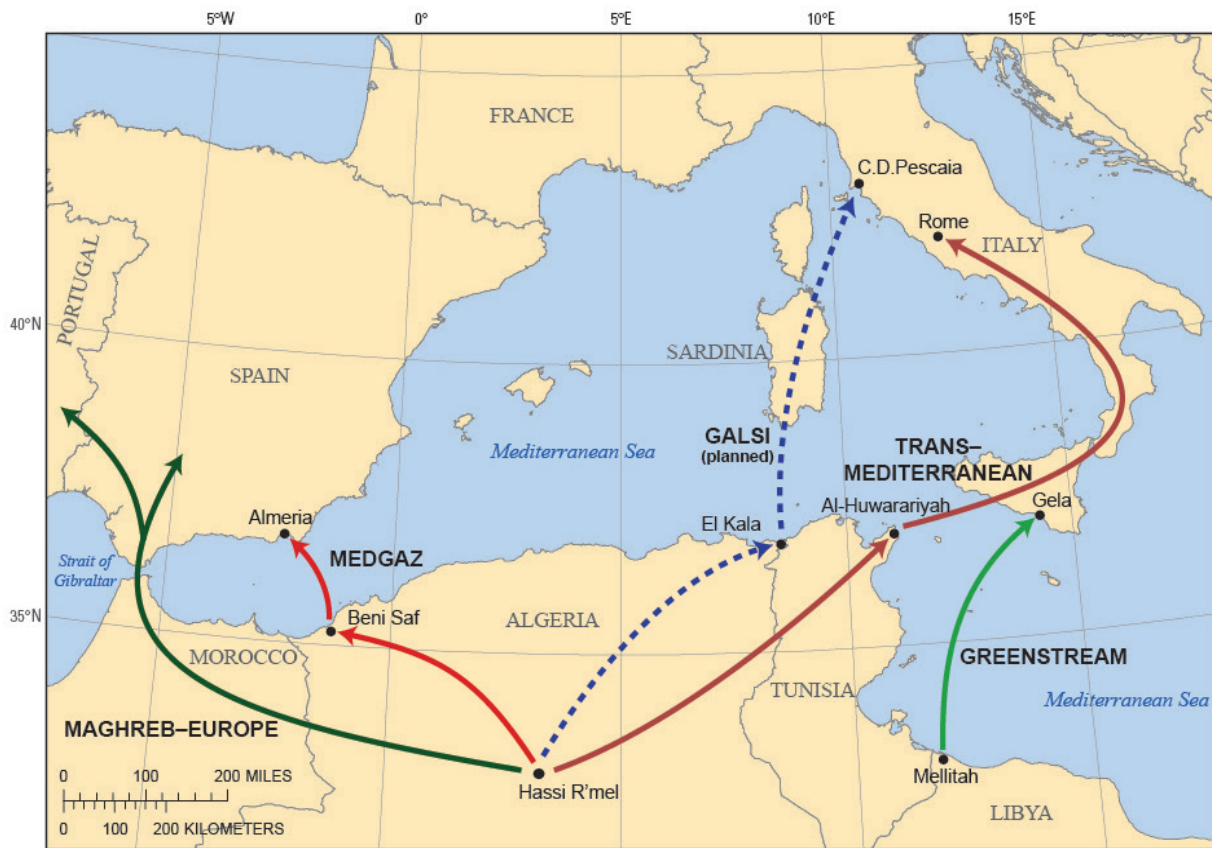 5°W 0° 5°E 10°E 15°E
FRANCE
C.D.Pescaia
Rome
ITALY
PORTUGAL
40°N
SARDINIA
SPAIN
Mediterranean Sea
GALSI
(planned)
TRANS–
MEDITERRANEAN
Gela
Al-Huwarariyah
Almeria
El Kala
MEDGAZ
Strait of
Gibraltar
35°N
Beni Saf
ALGERIA
MOROCCO
GREENSTREAM
TUNISIA
Mediterranean Sea
MAGHREB–EUROPE
Mellitah
Hassi R'mel
LIBYA
0 100 200 MILES
0 100 200 KILOMETERS